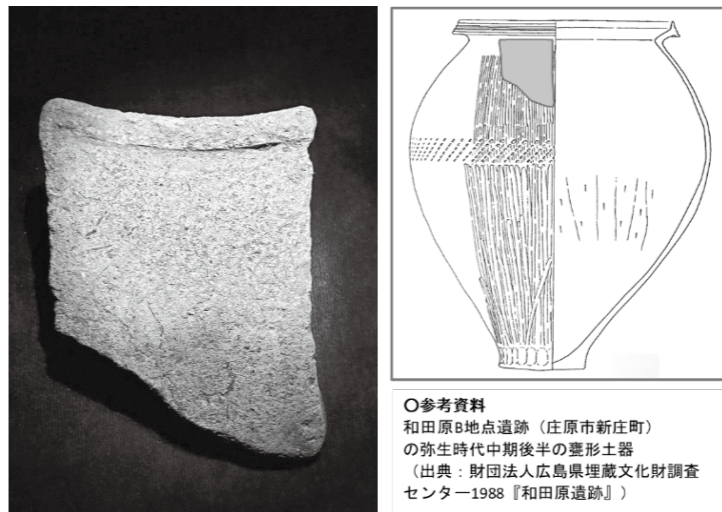 〇参考資料
和田原B地点遺跡（庄原市新庄町）
の弥生時代中期後半の甕形土器
（出典：財団法人広島県埋蔵文化財調査
センター1988『和田原遺跡』）